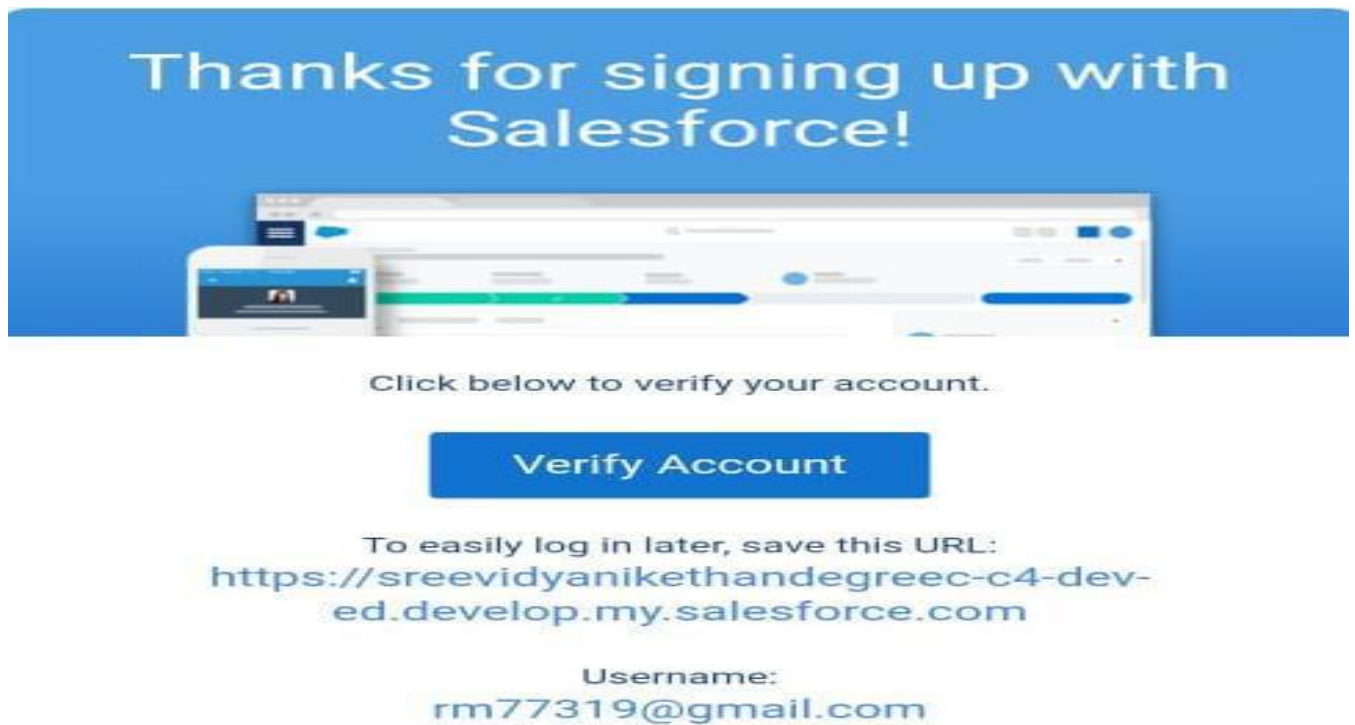 Thanks for signing up with
Salesforce!
Click below to verify your account.
Verify Account
To easily log in later, save this URL:
https://sreevidyanikethandegreec-c4-dev-
ed.develop.my.salesforce.com
Username:
rm77319@gmail.com